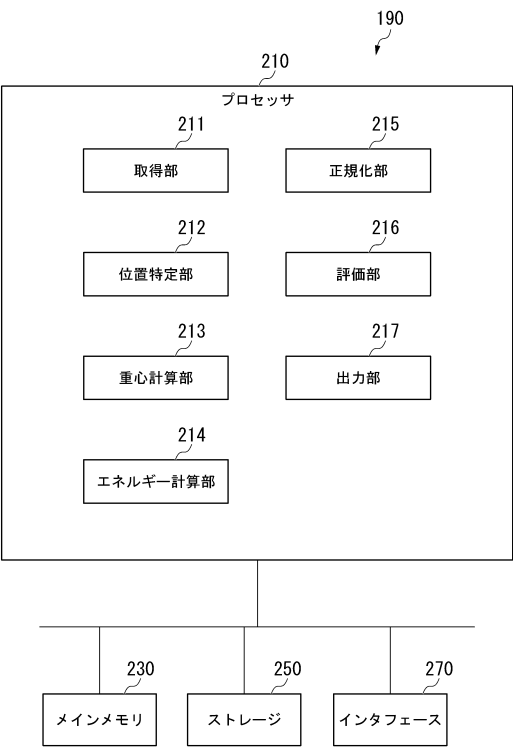 190
210
プロセッサ
211
取得部
215
正規化部
212
位置特定部
216
評価部
213
重心計算部
217
出力部
214
エネルギー計算部
230
メインメモリ
250
ストレージ
270
インタフェース